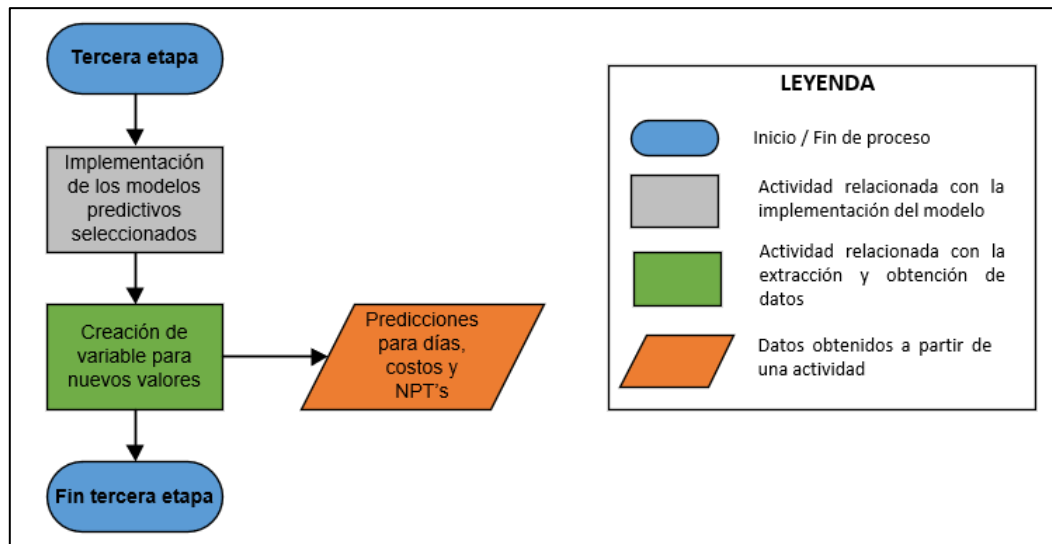 Tercera etapa
Implementación
de los modelos
predictivos
seleccionados
Creación de
variable para
nuevos valores
Predicciones
para días,
costos y
NPT's
Fin tercera etapa
LEYENDA
Inicio / Fin de proceso
Actividad relacionada con la
implementación del modelo
Actividad relacionada con la
extracción y obtención de
datos
Datos obtenidos a partir de
una actividad